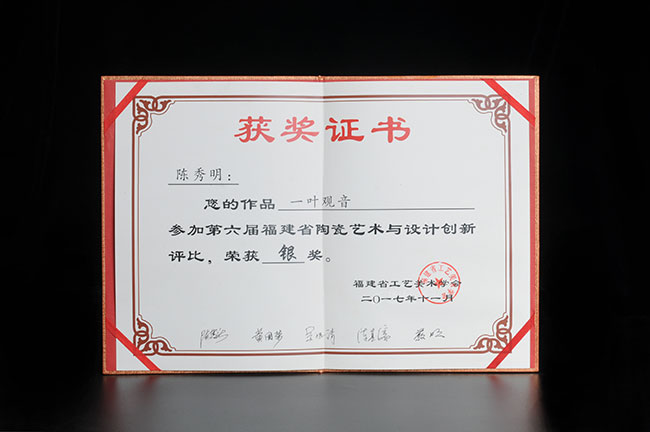 获奖证书
陈秀明：
您的作品 一叶观音
参加第六届福建省陶瓷艺术与设计创新
评比，荣获 银 奖。
福建省工艺美术学会
二〇一七年十一月